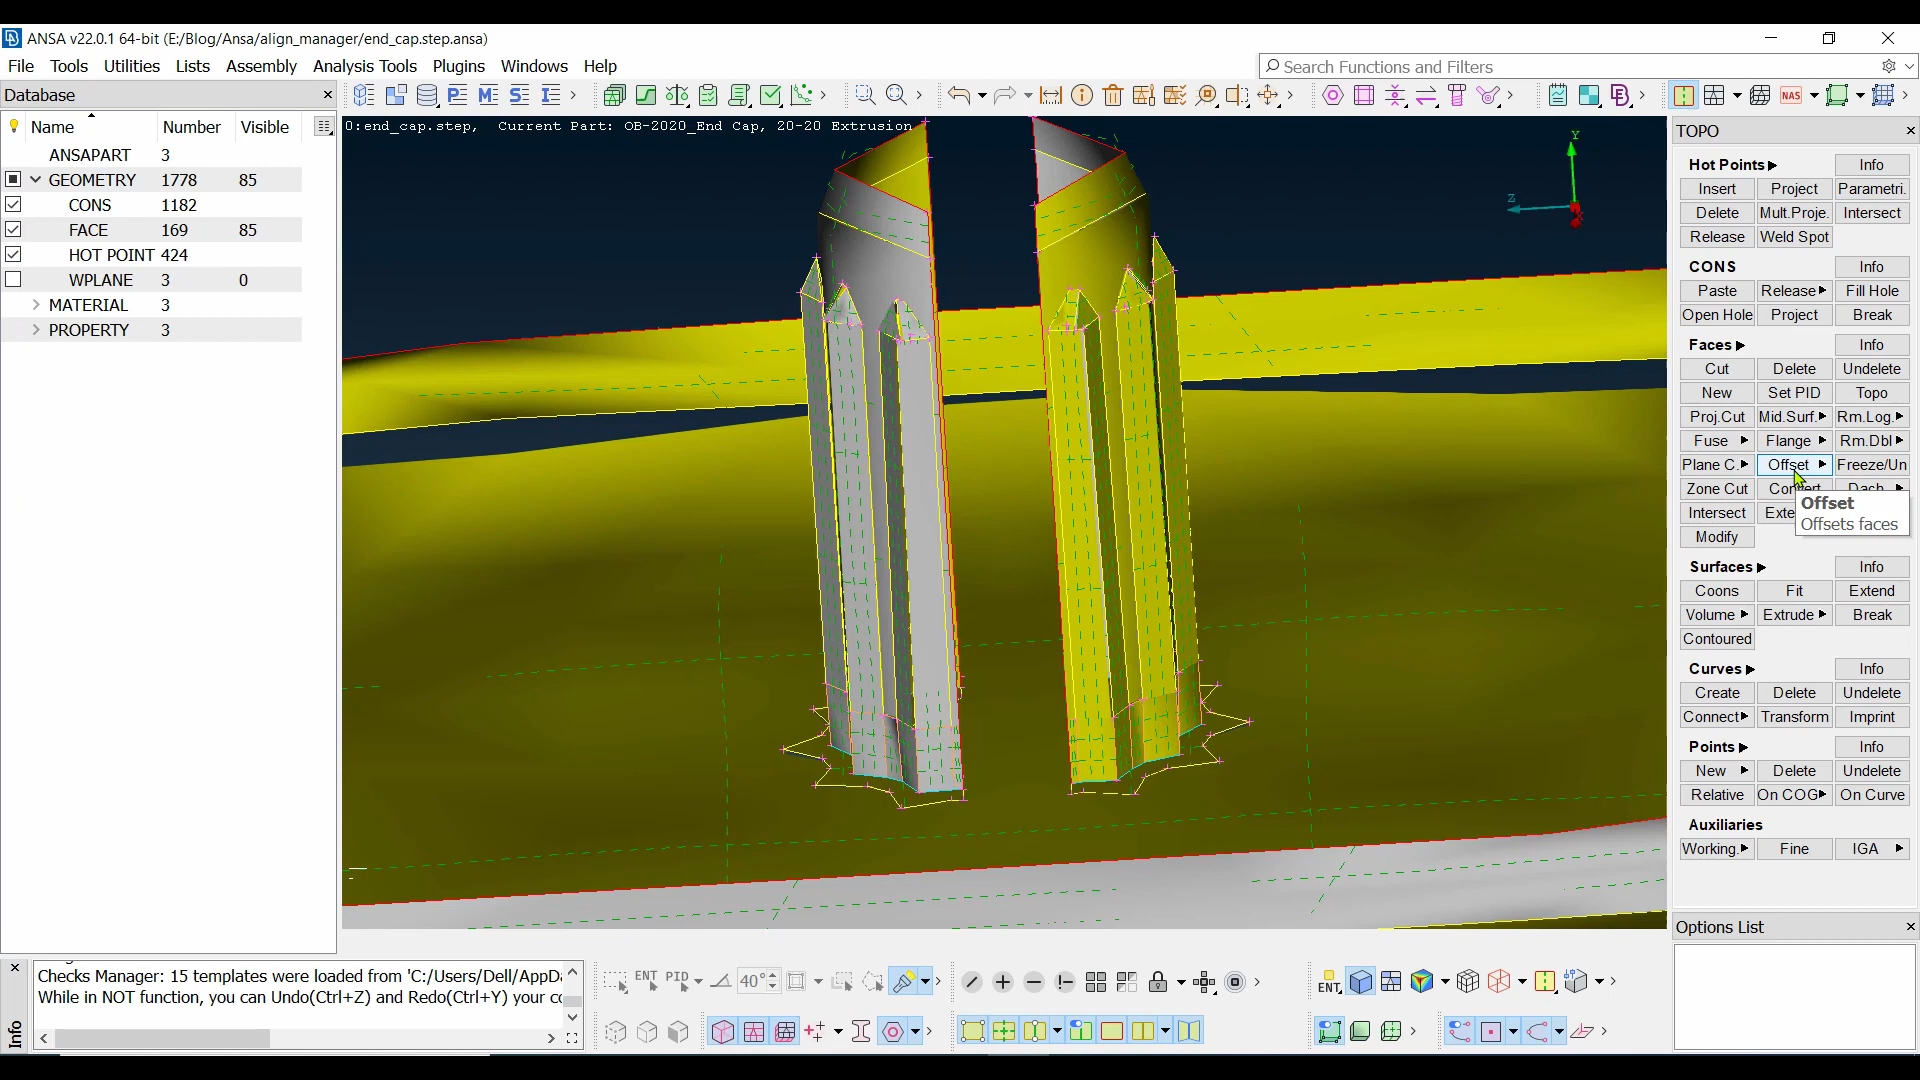 ANSA v22.0.1 64-bit (E:/Blog/Ansa/align_manager/end_cap.step.ansa)
File Tools Utilities Lists Assembly Analysis Tools Plugins Windows Help
Search Functions and Filters
Database
Name Number Visible
ANSAPART 3
GEOMETRY 1778 85
CONS 1182
FACE 169 85
HOT POINT 424
WPLANE 3 0
MATERIAL 3
PROPERTY 3
0:end_cap.step, Current Part: OB-2020_End Cap, 20-20 Extrusion
Y
Z
NAS
TOPO
Hot Points Info
Insert Project Parametri.
Delete Mult.Proje. Intersect
Release Weld Spot
CONS Info
Paste Release Fill Hole
Open Hole Project Break
Faces Info
Cut Delete Undelete
New Set PID Topo
Proj.Cut Mid.Surf. Rm.Log.
Fuse Flange Rm.Dbl
Plane C. Offset Freeze/Un
Zone Cut
Intersect Exte
Modify
Offset
Offsets faces
Surfaces Info
Coons Fit Extend
Volume Extrude Break
Contoured
Curves Info
Create Delete Undelete
Connect Transform Imprint
Points Info
New Delete Undelete
Relative On COG On Curve
Auxiliaries
Working. Fine IGA
Options List
Info
Checks Manager: 15 templates were loaded from 'C:/Users/Dell/AppD
While in NOT function, you can Undo(Ctrl+Z) and Redo(Ctrl+Y) your co
ENT PID 40°
ENT